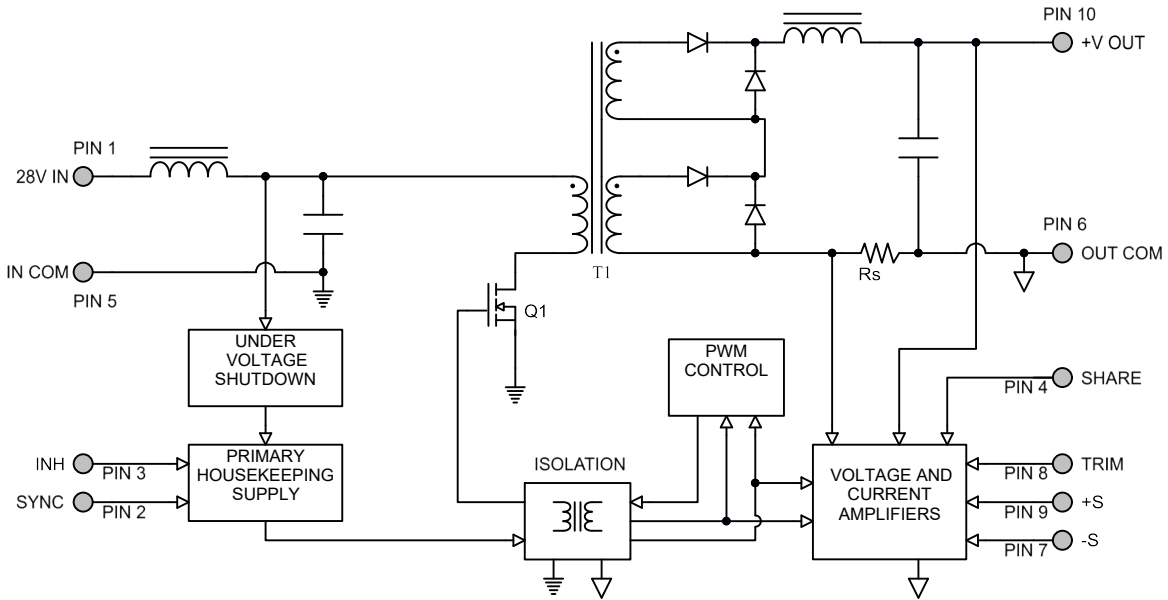 PIN 10
+V OUT
PIN 1
28V IN
PIN 6
OUT COM
IN COM
PIN 5
T1
Rs
Q1
UNDER
VOLTAGE
SHUTDOWN
PWM
CONTROL
SHARE
PIN 4
INH
PIN 3
SYNC
PIN 2
PRIMARY
HOUSEKEEPING
SUPPLY
ISOLATION
VOLTAGE AND
CURRENT
AMPLIFIERS
TRIM
PIN 8
+S
PIN 9
-S
PIN 7